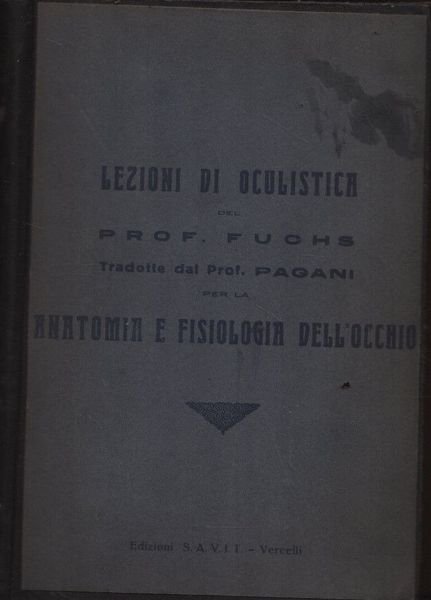 LEZIONI DI OCULISTICA
DEL
PROF. FUCHS
Tradotte dal Prof. PAGANI
PER LA
ANATOMIA E FISIOLOGIA DELL'OCCHIO
Edizioni S. A. V. I. T. - Vercelli